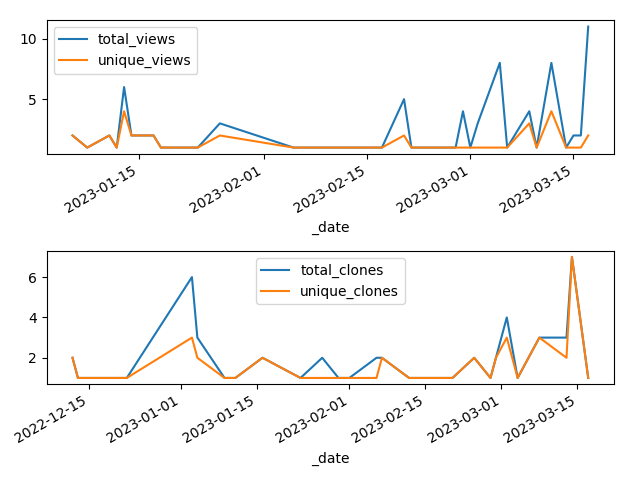 10
5
total_views
unique_views
2023-01-15
2023-02-01
2023-02-15
2023-03-01
2023-03-15
_date
6
4
2
total_clones
unique_clones
2022-12-15
2023-01-01
2023-01-15
2023-02-01
2023-02-15
2023-03-01
2023-03-15
_date